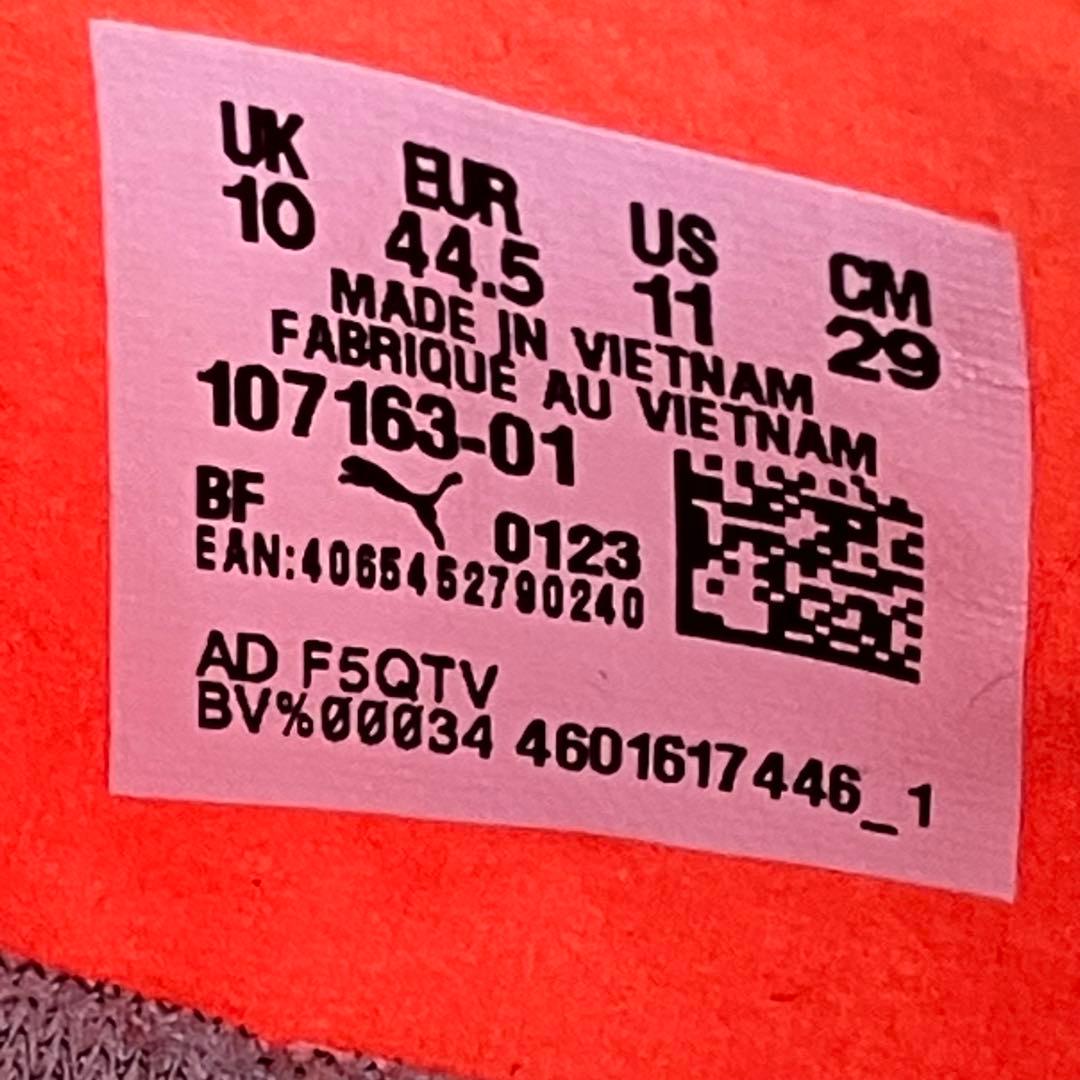 UK EUR US CM
10 44.5 11 29
MADE IN VIETNAM
FABRIQUÉ AU VIETNAM
107163-01
BF 0123
EAN:4065452790240
AD F5QTV
BV%00034 4601617446_1